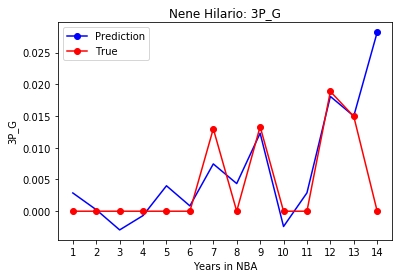 Nene Hilario: 3P_G
Prediction
True
3P_G
0.025
0.020
0.015
0.010
0.005
0.000
1 2 3 4 5 6 7 8 9 10 11 12 13 14
Years in NBA